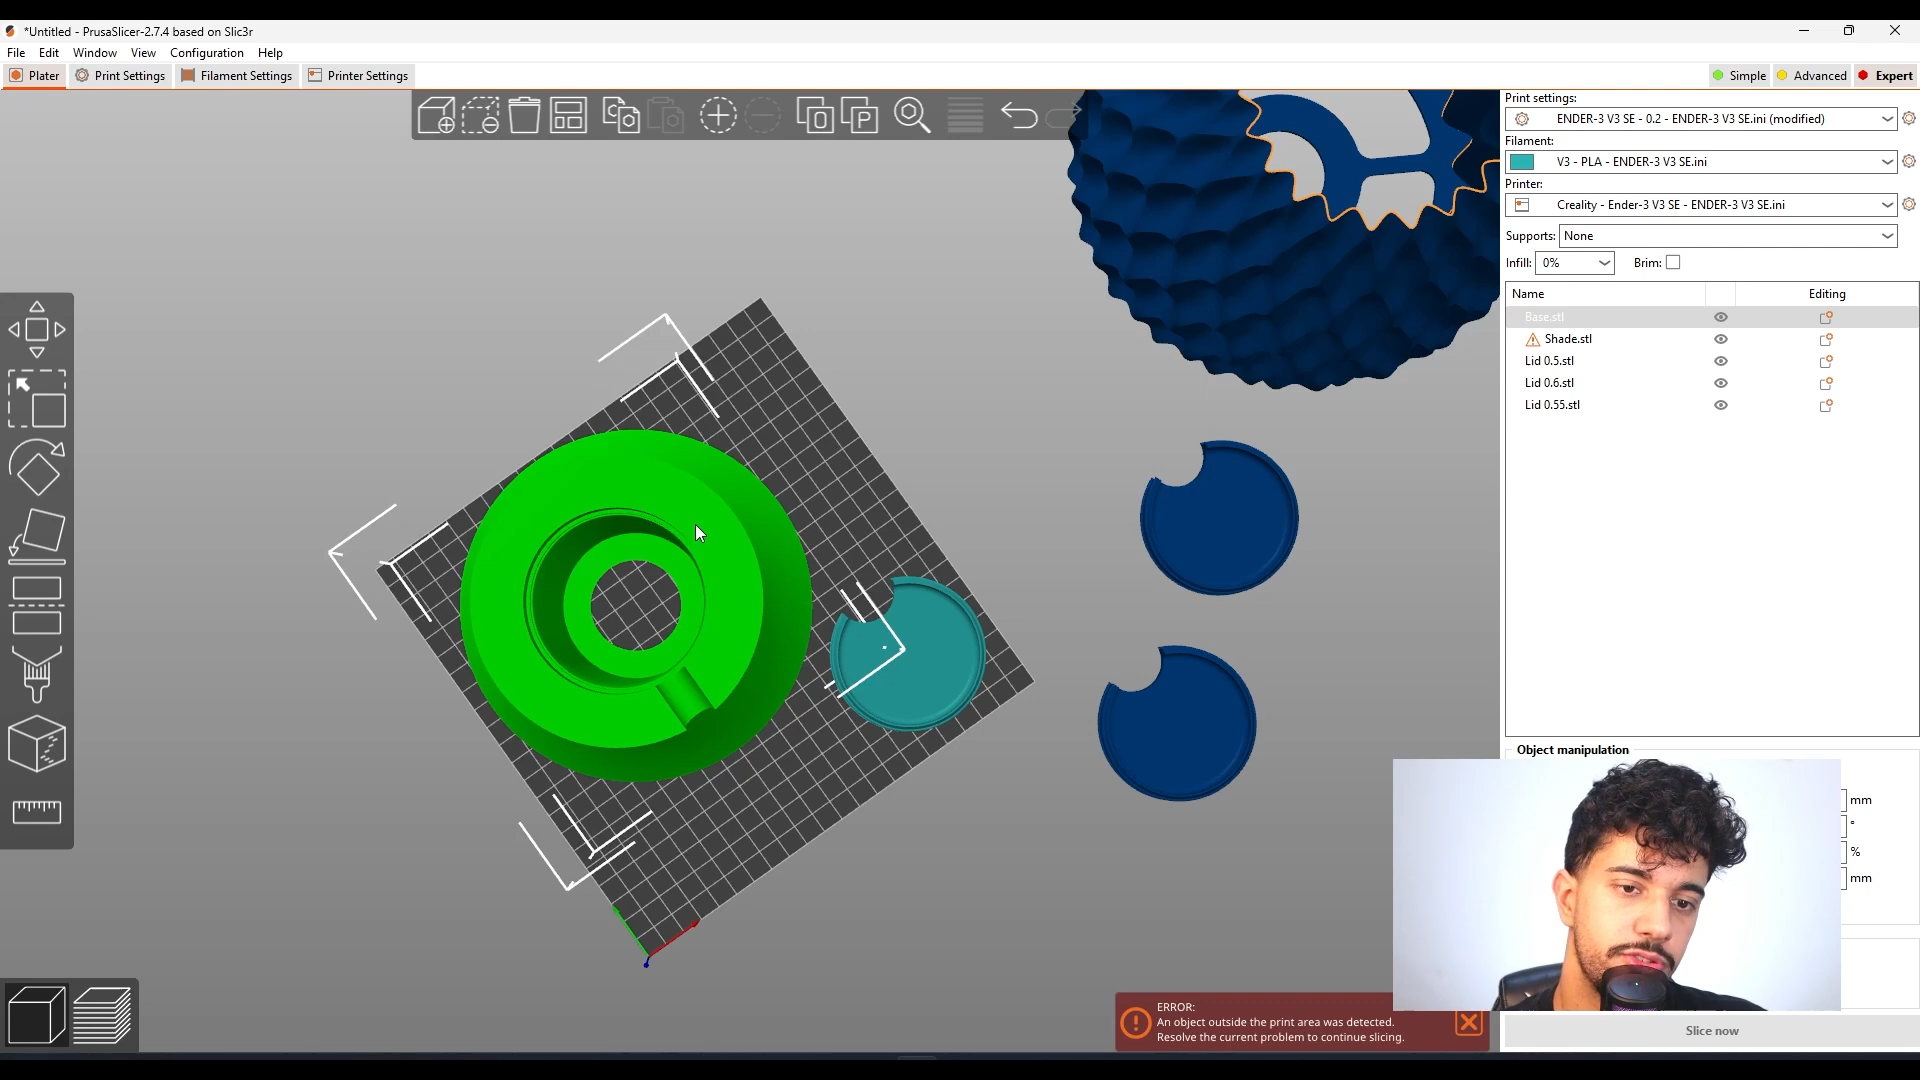 *Untitled - PrusaSlicer-2.7.4 based on Slic3r
File Edit Window View Configuration Help
Plater Print Settings Filament Settings Printer Settings Simple Advanced Expert
Print settings:
ENDER-3 V3 SE - 0.2 - ENDER-3 V3 SE.ini (modified)
Filament:
V3 - PLA - ENDER-3 V3 SE.ini
Printer:
Creality - Ender-3 V3 SE - ENDER-3 V3 SE.ini
Supports: None
Infill: 0% Brim:
Name Editing
Base.stl
Shade.stl
Lid 0.5.stl
Lid 0.6.stl
Lid 0.55.stl
Object manipulation
mm
°
%
mm
ERROR:
An object outside the print area was detected.
Resolve the current problem to continue slicing.
Slice now